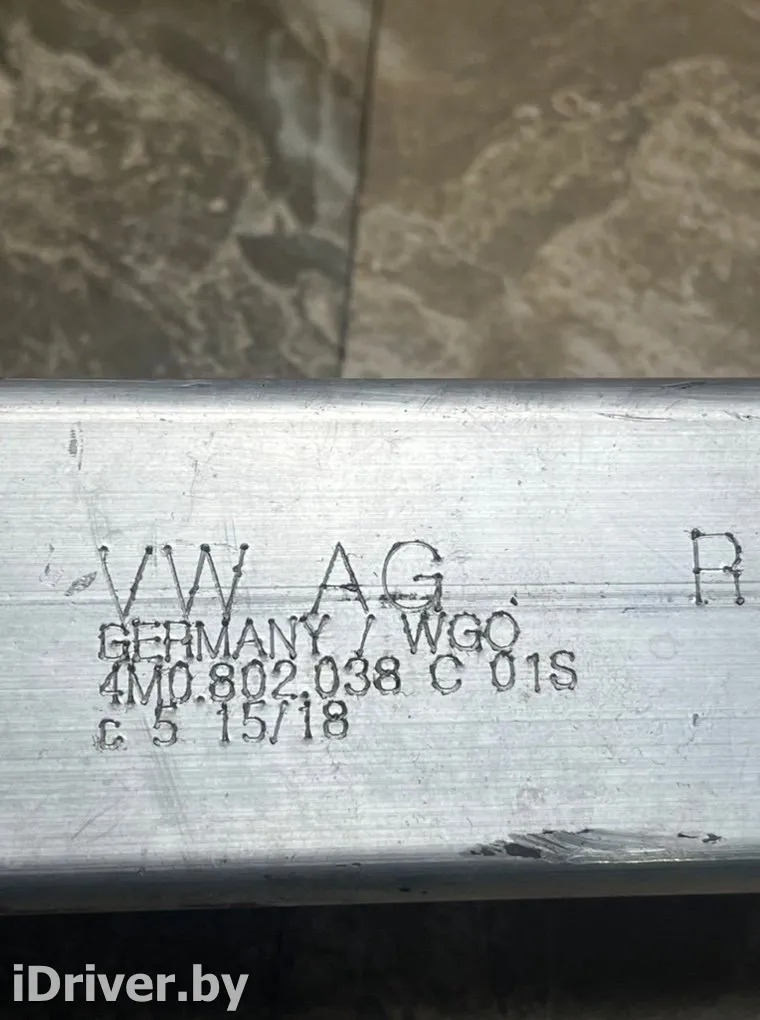 VW AG R
GERMANY / WGO
4M0.802.038 C 01S
c 5 15/18
iDriver.by